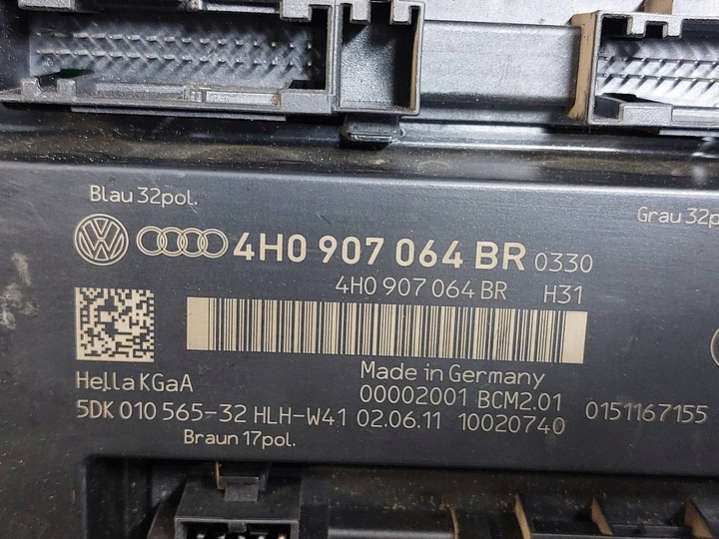 Blau 32pol.
Grau 32p
4H0 907 064 BR 0330
4H0 907 064 BR H31
Hella KGaA
Made in Germany
00002001 BCM2.01
0151167155
5DK 010 565-32 HLH-W41 02.06.11 10020740
Braun 17pol.